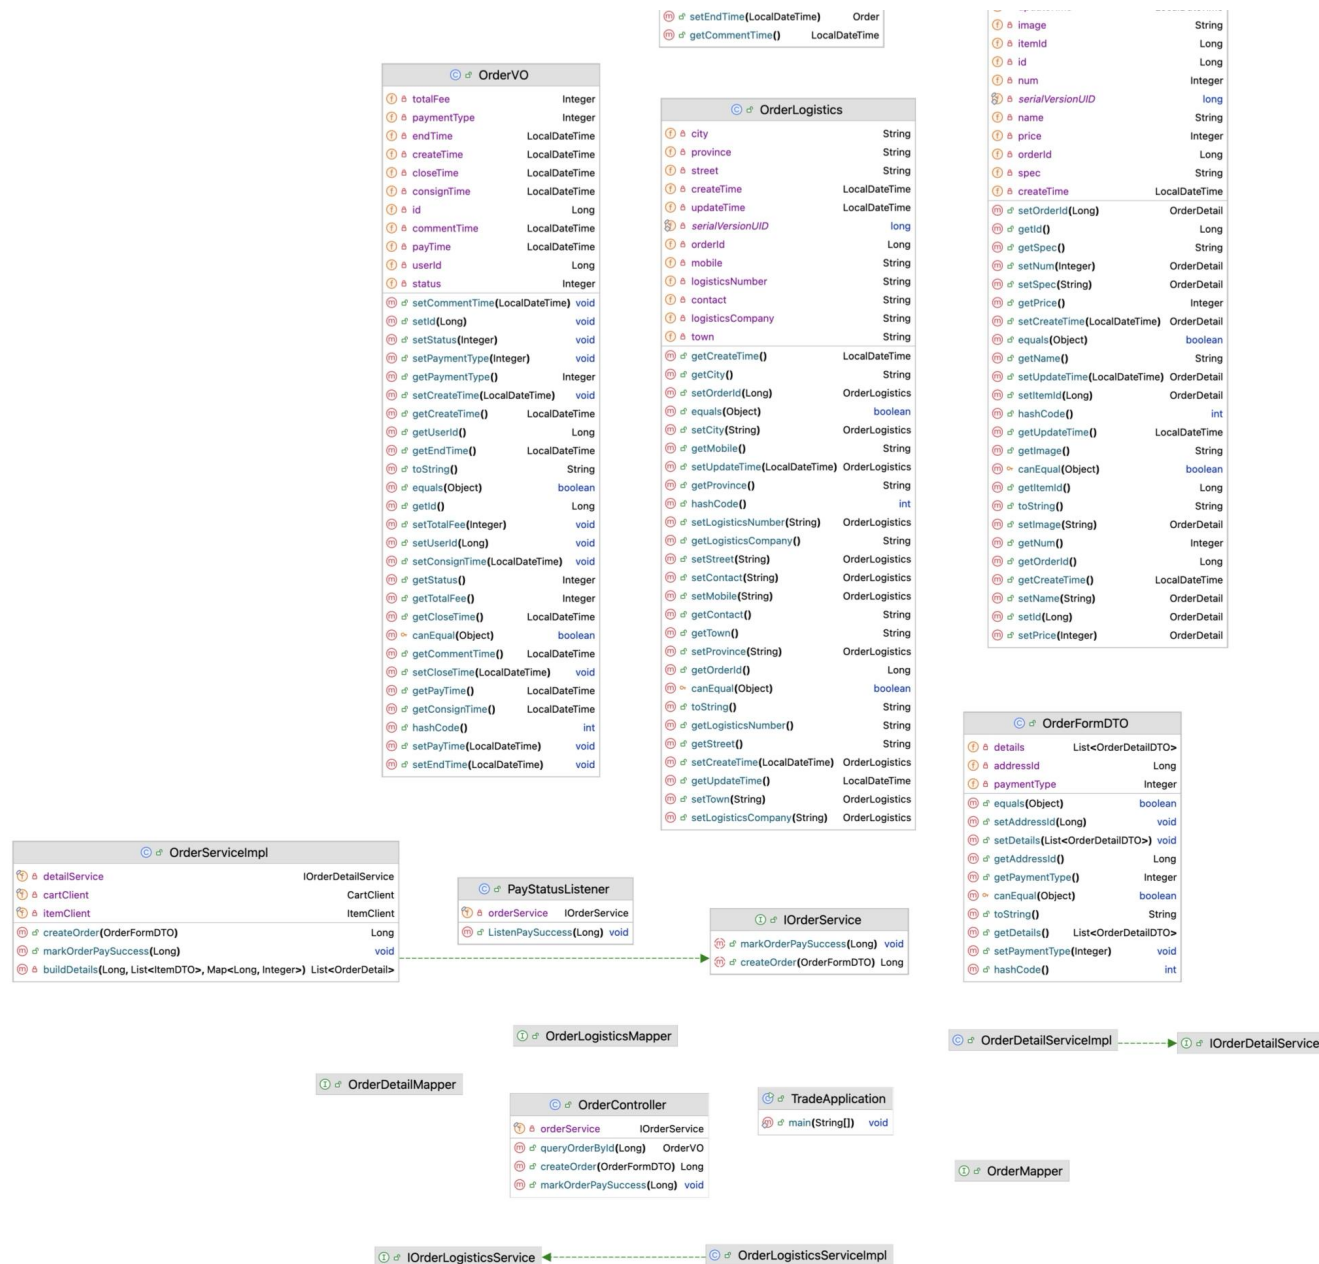 setEndTime(LocalDateTime) Order
getCommentTime() LocalDateTime
image String
itemId Long
id Long
num Integer
serialVersionUID long
name String
price Integer
orderId Long
spec String
createTime LocalDateTime
setOrderId(Long) OrderDetail
getId() Long
getSpec() String
setNum(Integer) OrderDetail
setSpec(String) OrderDetail
getPrice() Integer
setCreateTime(LocalDateTime) OrderDetail
equals(Object) boolean
getName() String
setUpdateTime(LocalDateTime) OrderDetail
setItemId(Long) OrderDetail
hashCode() int
getUpdateTime() LocalDateTime
getImage() String
canEqual(Object) boolean
getItemId() Long
toString() String
setImage(String) OrderDetail
getNum() Integer
getOrderId() Long
getCreateTime() LocalDateTime
setName(String) OrderDetail
setId(Long) OrderDetail
setPrice(Integer) OrderDetail
OrderVO
totalFee Integer
paymentType Integer
endTime LocalDateTime
createTime LocalDateTime
closeTime LocalDateTime
consignTime LocalDateTime
id Long
commentTime LocalDateTime
payTime LocalDateTime
userId Long
status Integer
setCommentTime(LocalDateTime) void
setId(Long) void
setStatus(Integer) void
setPaymentType(Integer) void
getPaymentType() Integer
setCreateTime(LocalDateTime) void
getCreateTime() LocalDateTime
getUserId() Long
getEndTime() LocalDateTime
toString() String
equals(Object) boolean
getId() Long
setTotalFee(Integer) void
setUserId(Long) void
setConsignTime(LocalDateTime) void
getStatus() Integer
getTotalFee() Integer
getCloseTime() LocalDateTime
canEqual(Object) boolean
getCommentTime() LocalDateTime
setCloseTime(LocalDateTime) void
getPayTime() LocalDateTime
getConsignTime() LocalDateTime
hashCode() int
setPayTime(LocalDateTime) void
setEndTime(LocalDateTime) void
OrderLogistics
city String
province String
street String
createTime LocalDateTime
updateTime LocalDateTime
serialVersionUID long
orderId Long
mobile String
logisticsNumber String
contact String
logisticsCompany String
town String
getCreateTime() LocalDateTime
getCity() String
setOrderId(Long) OrderLogistics
equals(Object) boolean
setCity(String) OrderLogistics
getMobile() String
setUpdateTime(LocalDateTime) OrderLogistics
getProvince() String
hashCode() int
setLogisticsNumber(String) OrderLogistics
getLogisticsCompany() String
setStreet(String) OrderLogistics
setContact(String) OrderLogistics
setMobile(String) OrderLogistics
getContact() String
getTown() String
setProvince(String) OrderLogistics
getOrderId() Long
canEqual(Object) boolean
toString() String
getLogisticsNumber() String
getStreet() String
setCreateTime(LocalDateTime) OrderLogistics
getUpdateTime() LocalDateTime
setTown(String) OrderLogistics
setLogisticsCompany(String) OrderLogistics
OrderFormDTO
details List<OrderDetailDTO>
addressId Long
paymentType Integer
equals(Object) boolean
setAddressId(Long) void
setDetails(List<OrderDetailDTO>) void
getAddressId() Long
getPaymentType() Integer
canEqual(Object) boolean
toString() String
getDetails() List<OrderDetailDTO>
setPaymentType(Integer) void
hashCode() int
OrderServiceImpl
detailService IOrderDetailService
cartClient CartClient
itemClient ItemClient
createOrder(OrderFormDTO) Long
markOrderPaySuccess(Long) void
buildDetails(Long, List<ItemDTO>, Map<Long, Integer>) List<OrderDetail>
PayStatusListener
orderService IOrderService
ListenPaySuccess(Long) void
IOrderService
markOrderPaySuccess(Long) void
createOrder(OrderFormDTO) Long
OrderLogisticsMapper
OrderDetailServiceImpl
IOrderDetailService
OrderDetailMapper
OrderController
orderService IOrderService
queryOrderById(Long) OrderVO
createOrder(OrderFormDTO) Long
markOrderPaySuccess(Long) void
TradeApplication
main(String[]) void
OrderMapper
IOrderLogisticsService
OrderLogisticsServiceImpl